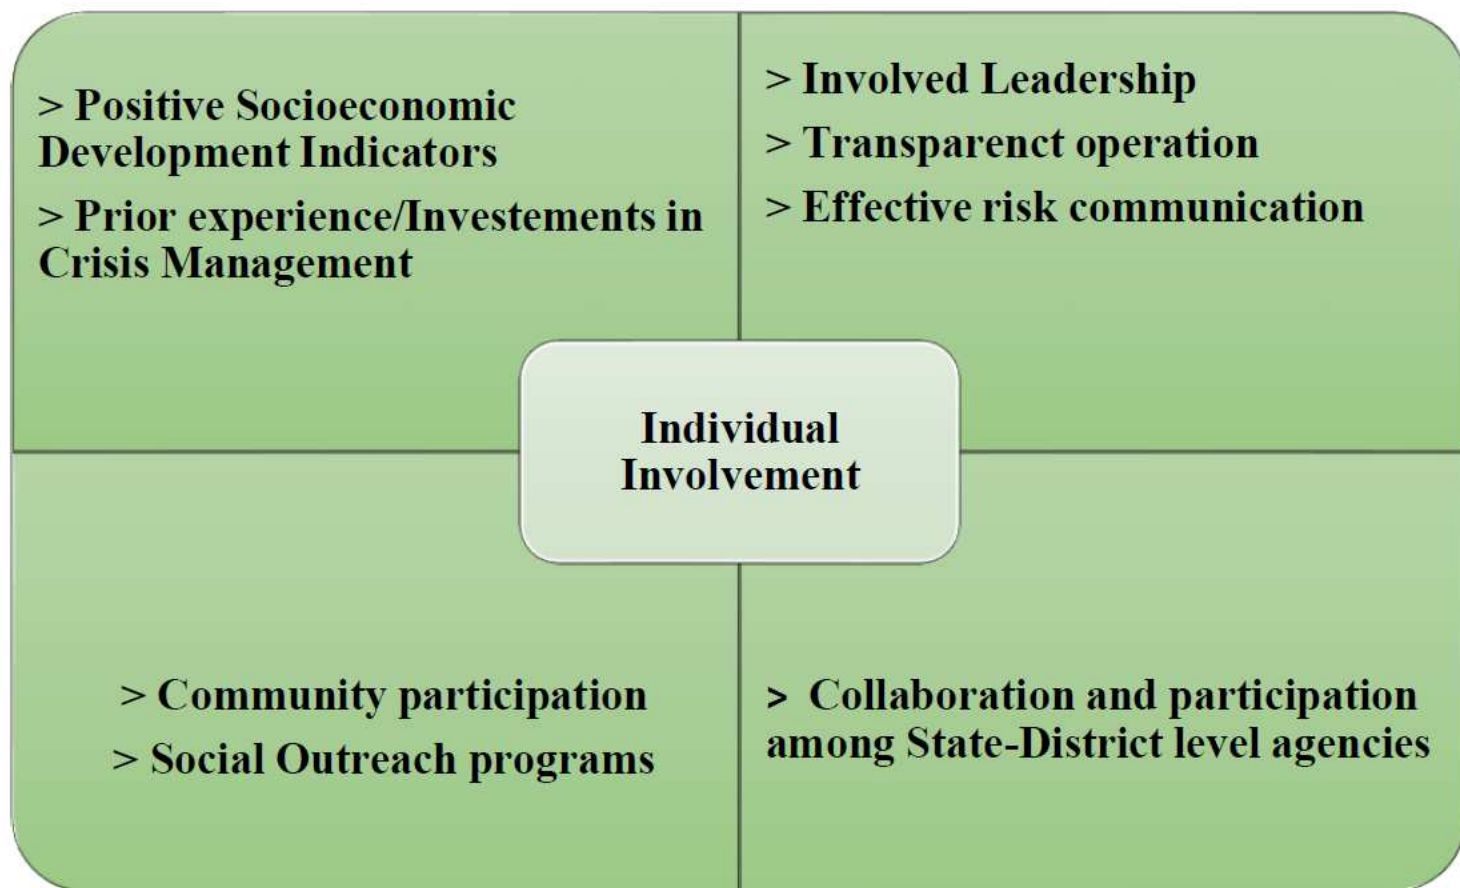 > Positive Socioeconomic
Development Indicators
> Prior experience/Investements in
Crisis Management
> Involved Leadership
> Transparenct operation
> Effective risk communication
Individual
Involvement
> Community participation
> Social Outreach programs
> Collaboration and participation
among State-District level agencies